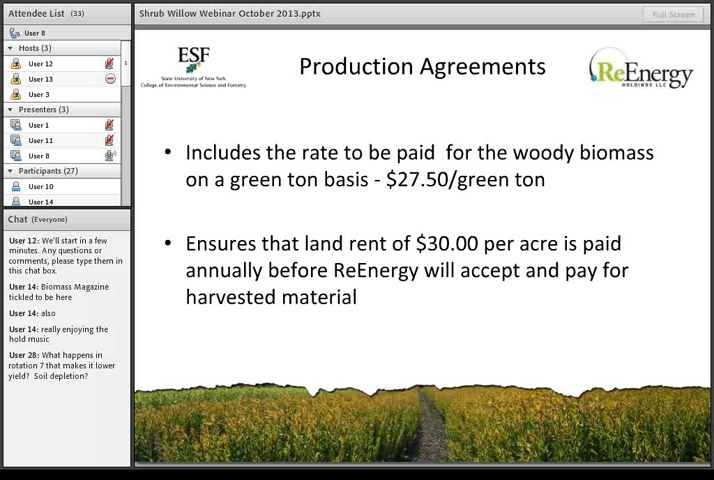 Attendee List (33)
User 8
Hosts (3)
User 12
User 13
User 3
Presenters (3)
User 1
User 11
User 8
Participants (27)
User 10
User 14
Chat (Everyone)
User 12: We'll start in a few
minutes. Any questions or
comments, please type them in
this chat box.
User 14: Biomass Magazine
tickled to be here
User 14: also
User 14: really enjoying the
hold music
User 28: What happens in
rotation 7 that makes it lower
yield? Soil depletion?
Shrub Willow Webinar October 2013.pptx
Full Screen
ESF
State University of New York
College of Environmental Science and Forestry
Production Agreements
ReEnergy
HOLDINGS LLC
• Includes the rate to be paid for the woody biomass
on a green ton basis - $27.50/green ton
• Ensures that land rent of $30.00 per acre is paid
annually before ReEnergy will accept and pay for
harvested material